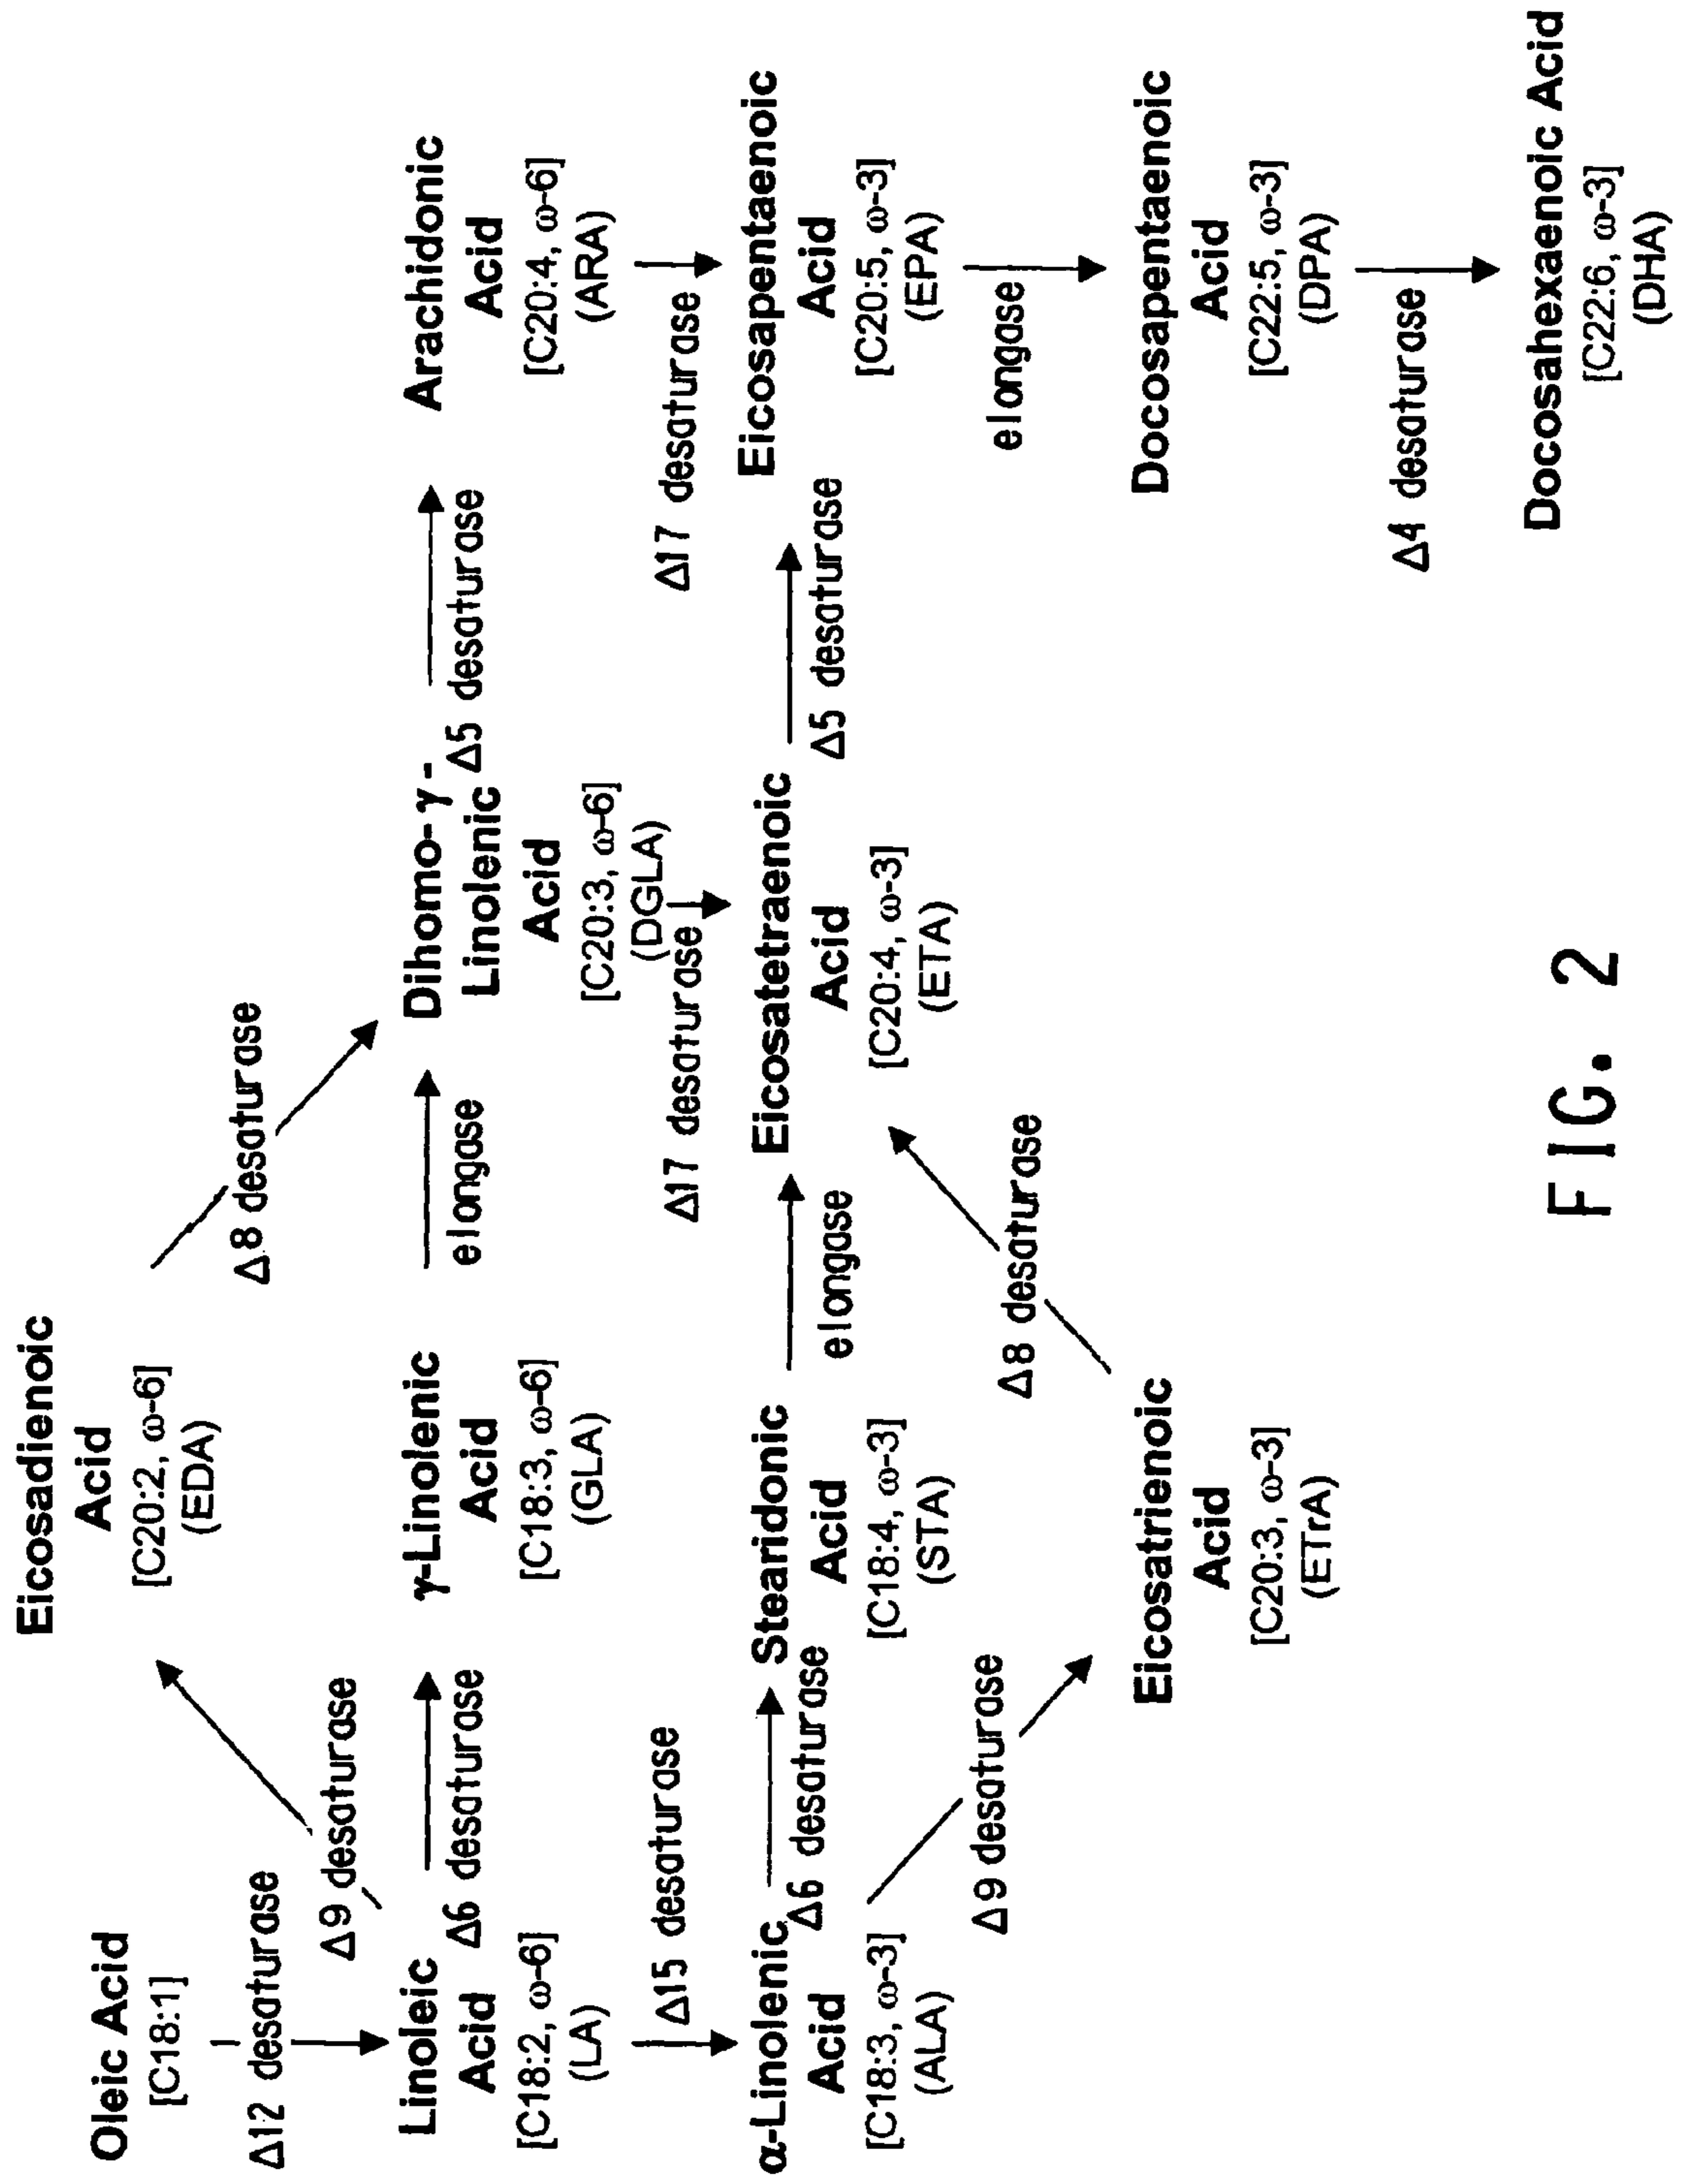 Oleic Acid
[C18:1]
Δ12 desaturase
Linoleic
Acid
[C18:2, ω-6]
(LA)
Δ15 desaturase
α-Linolenic
Acid
[C18:3, ω-3]
(ALA)
Δ9 desaturase
Δ6 desaturase
Δ6 desaturase
Δ9 desaturase
Eicosadienoic
Acid
[C20:2, ω-6]
(EDA)
γ-Linolenic
Acid
[C18:3, ω-6]
(GLA)
Stearidonic
Acid
[C18:4, ω-3]
(STA)
Eicosatrienoic
Acid
[C20:3, ω-3]
(ETrA)
Δ8 desaturase
elongase
elongase
Δ8 desaturase
Dihomo-γ-
Linolenic
Acid
[C20:3, ω-6]
(DGLA)
Δ17 desaturase
Eicosatetraenoic
Acid
[C20:4, ω-3]
(ETA)
Δ5 desaturase
Δ5 desaturase
Arachidonic
Acid
[C20:4, ω-6]
(ARA)
Δ17 desaturase
Eicosapentaenoic
Acid
[C20:5, ω-3]
(EPA)
elongase
Docosapentaenoic
Acid
[C22:5, ω-3]
(DPA)
Δ4 desaturase
Docosahexaenoic Acid
[C22:6, ω-3]
(DHA)
FIG. 2